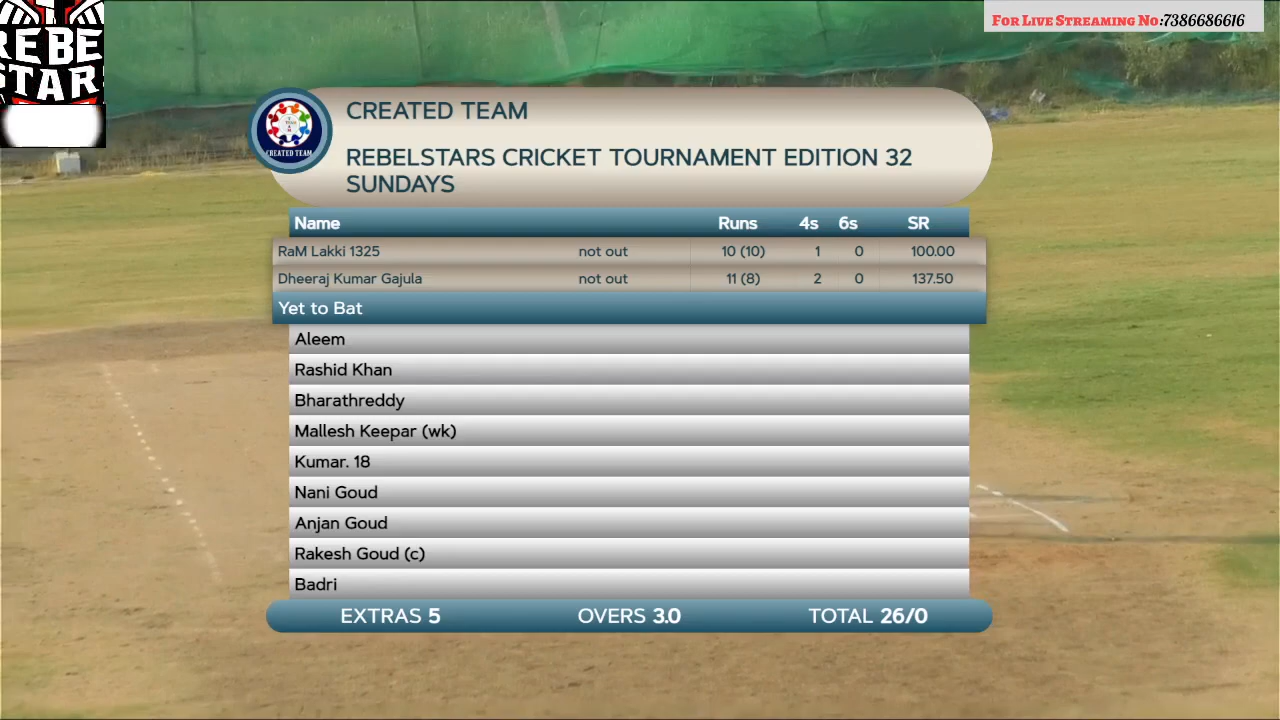 REBE
STAR
For Live Streaming No:7386686616
CREATED TEAM
CREATED TEAM
REBELSTARS CRICKET TOURNAMENT EDITION 32
SUNDAYS
Name Runs 4s 6s SR
RaM Lakki 1325 not out 10 (10) 1 0 100.00
Dheeraj Kumar Gajula not out 11 (8) 2 0 137.50
Yet to Bat
Aleem
Rashid Khan
Bharathreddy
Mallesh Keepar (wk)
Kumar. 18
Nani Goud
Anjan Goud
Rakesh Goud (c)
Badri
EXTRAS 5 OVERS 3.0 TOTAL 26/0